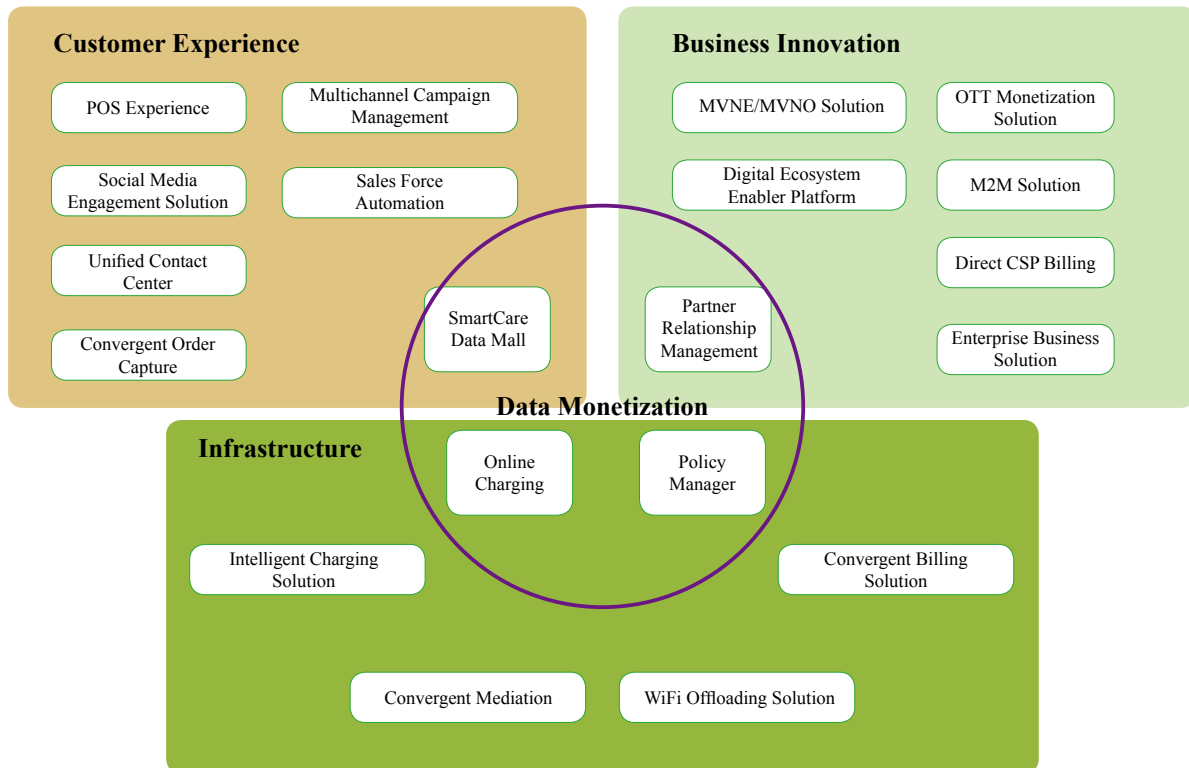 Customer Experience
POS Experience
Multichannel Campaign
Management
Social Media
Engagement Solution
Sales Force
Automation
Unified Contact
Center
Convergent Order
Capture
SmartCare
Data Mall
Business Innovation
MVNE/MVNO Solution
OTT Monetization
Solution
Digital Ecosystem
Enabler Platform
M2M Solution
Direct CSP Billing
Partner
Relationship
Management
Enterprise Business
Solution
Data Monetization
Infrastructure
Online
Charging
Policy
Manager
Intelligent Charging
Solution
Convergent Billing
Solution
Convergent Mediation
WiFi Offloading Solution